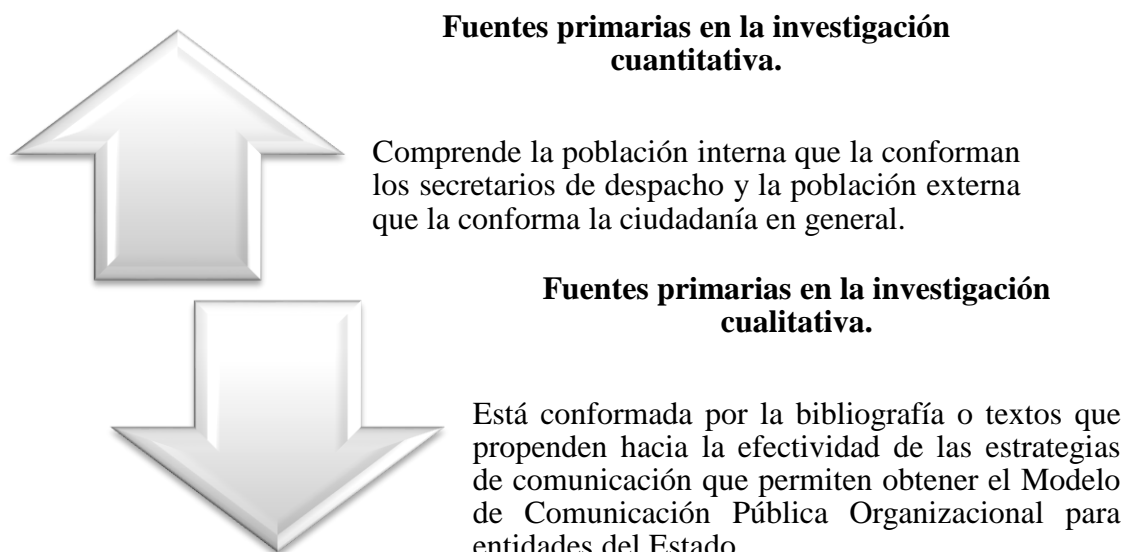 Fuentes primarias en la investigación
cuantitativa.
Comprende la población interna que la conforman
los secretarios de despacho y la población externa
que la conforma la ciudadanía en general.
Fuentes primarias en la investigación
cualitativa.
Está conformada por la bibliografía o textos que
propenden hacia la efectividad de las estrategias
de comunicación que permiten obtener el Modelo
de Comunicación Pública Organizacional para
entidades del Estado